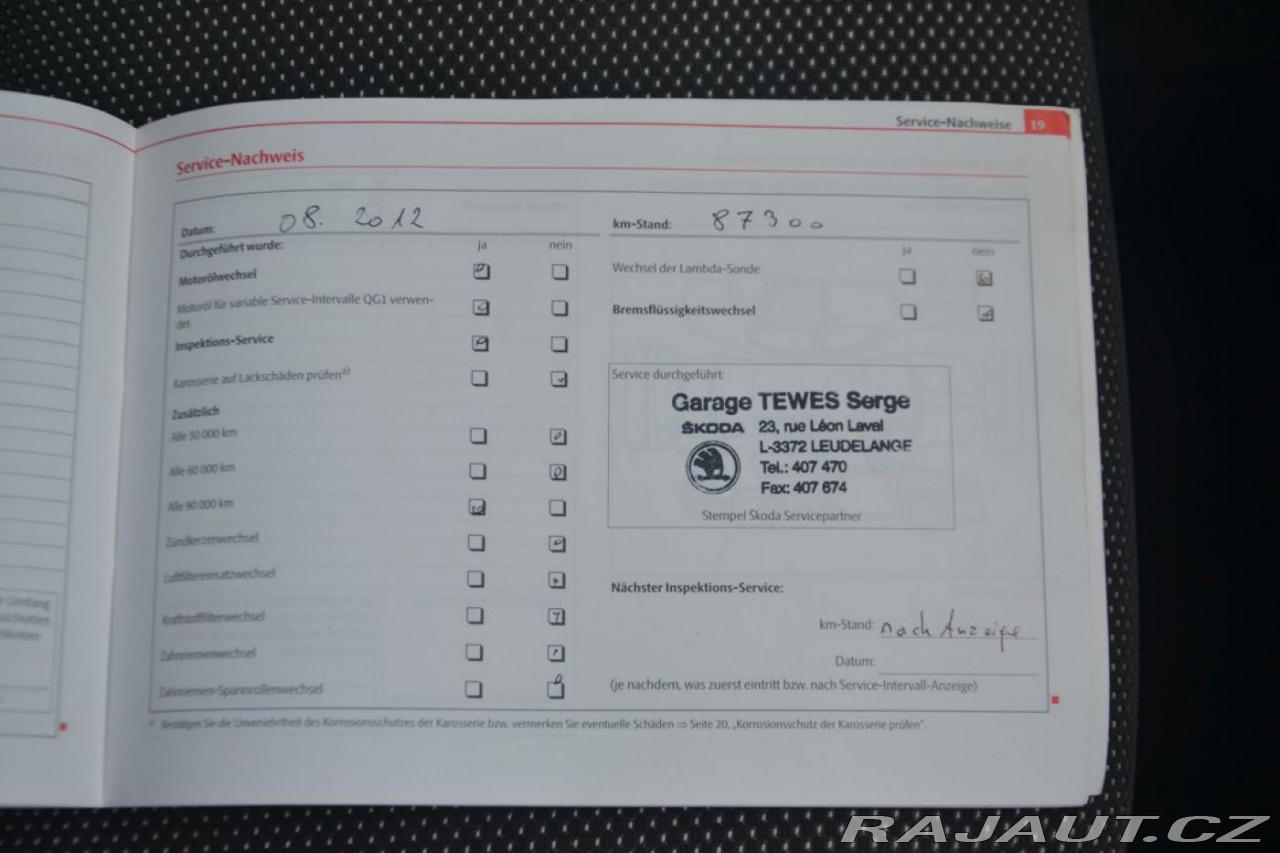 Service-Nachweise 19
Service-Nachweis
Datum: 08. 2012
Durchgeführt wurde: ja nein
Motorölwechsel
Motoröl für variable Service-Intervalle QG1 verwen-
det
Inspektions-Service
Karosserie auf Lackschäden prüfen a)
Zusätzlich
Alle 30 000 km
Alle 60 000 km
Alle 90 000 km
Zündkerzenwechsel
Luftfiltereinsatzwechsel
Kraftstofffilterwechsel
Zahnriemenwechsel
Zahnriemen-Spannrollenwechsel
km-Stand: 87300
ja nein
Wechsel der Lambda-Sonde
Bremsflüssigkeitswechsel
Service durchgeführt:
Garage TEWES Serge
ŠKODA 23, rue Léon Laval
L-3372 LEUDELANGE
Tel.: 407 470
Fax: 407 674
Stempel Škoda Servicepartner
Nächster Inspektions-Service:
km-Stand: nach Anzeige
Datum:
(je nachdem, was zuerst eintritt bzw. nach Service-Intervall-Anzeige)
a) Bestätigen Sie die Unversehrtheit des Korrosionsschutzes der Karosserie bzw. vermerken Sie eventuelle Schäden ⇒ Seite 20, „Korrosionsschutz der Karosserie prüfen".
r Umfang
schutzes
RAJAUT.CZ